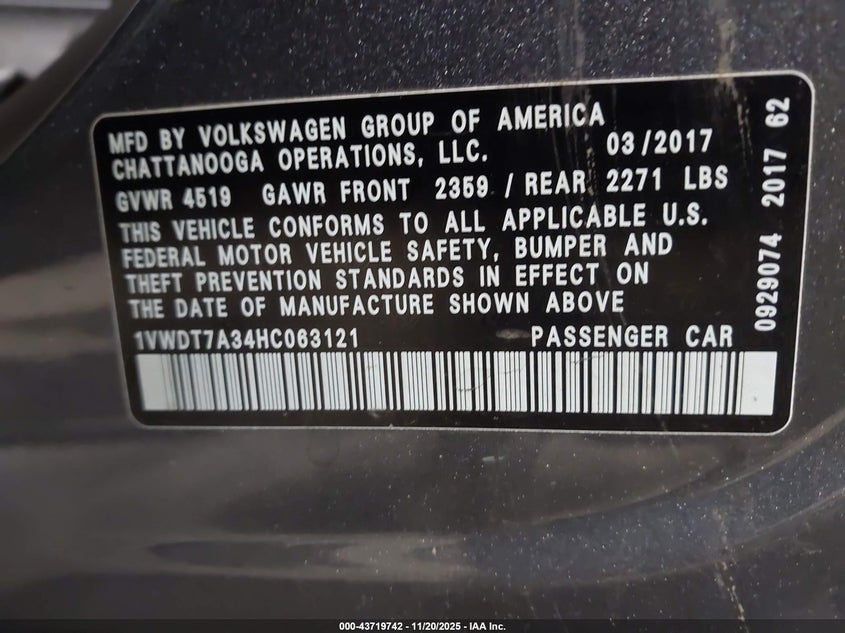 MFD BY VOLKSWAGEN GROUP OF AMERICA
CHATTANOOGA OPERATIONS, LLC. 03/2017
GVWR 4519 GAWR FRONT 2359 / REAR 2271 LBS
THIS VEHICLE CONFORMS TO ALL APPLICABLE U.S.
FEDERAL MOTOR VEHICLE SAFETY, BUMPER AND
THEFT PREVENTION STANDARDS IN EFFECT ON
THE DATE OF MANUFACTURE SHOWN ABOVE
1VWDT7A34HC063121 PASSENGER CAR
0929074 2017 62
000-43719742 - 11/20/2025 - IAA Inc.